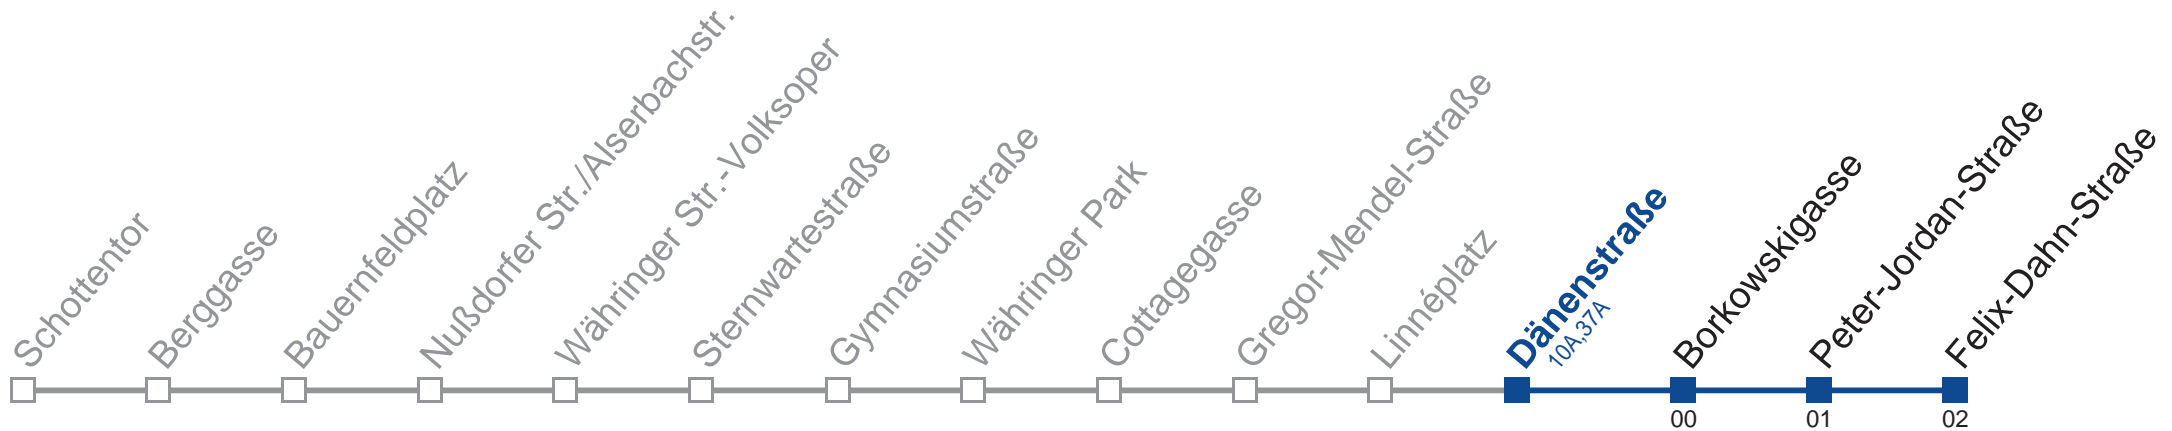 Schottentor
Berggasse
Bauernfeldplatz
Nußdorfer Str./Alserbachstr.
Währinger Str.-Volksoper
Sternwartestraße
Gymnasiumstraße
Währinger Park
Cottagegasse
Gregor-Mendel-Straße
Linnéplatz
Dänenstraße
10A,37A
Borkowskigasse
Peter-Jordan-Straße
Felix-Dahn-Straße
00
01
02